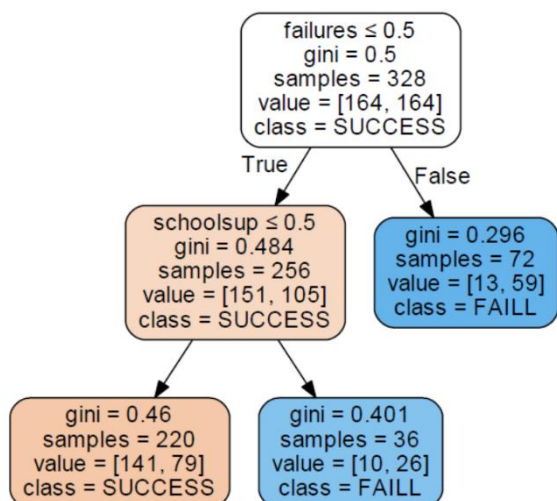 failures ≤ 0.5
gini = 0.5
samples = 328
value = [164, 164]
class = SUCCESS
True
False
schoolsup ≤ 0.5
gini = 0.484
samples = 256
value = [151, 105]
class = SUCCESS
gini = 0.296
samples = 72
value = [13, 59]
class = FAILL
gini = 0.46
samples = 220
value = [141, 79]
class = SUCCESS
gini = 0.401
samples = 36
value = [10, 26]
class = FAILL